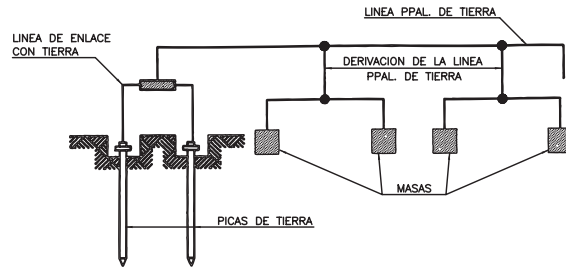 LINEA PPAL. DE TIERRA
LINEA DE ENLACE
CON TIERRA
DERIVACION DE LA LINEA
PPAL. DE TIERRA
MASAS
PICAS DE TIERRA